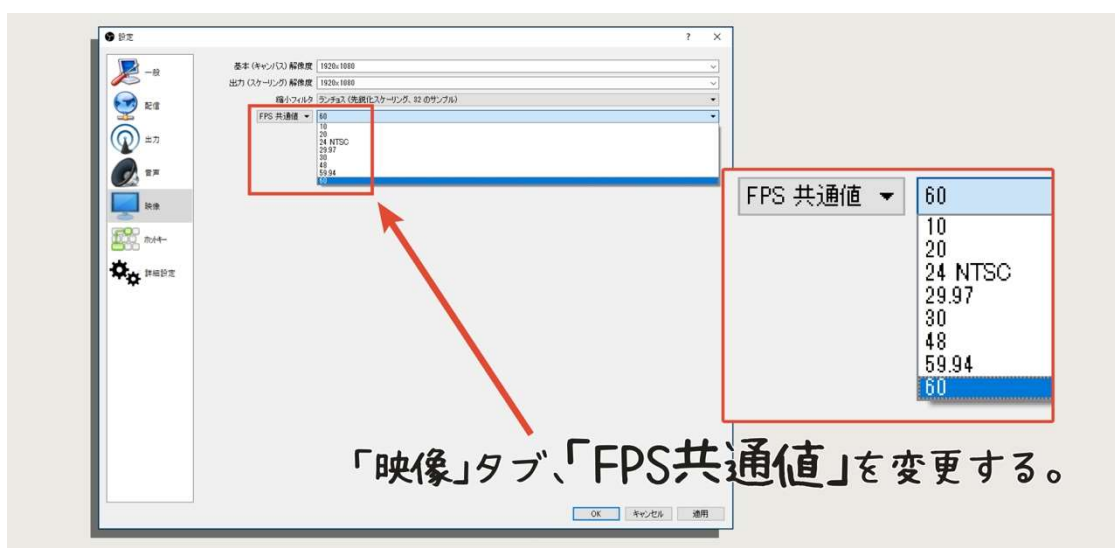 設定
? ×
一般
配信
出力
音声
映像
ホットキー
詳細設定
基本 (キャンバス) 解像度 1920x1080
出力 (スケーリング) 解像度 1920x1080
縮小フィルタ ランチョス (先鋭化スケーリング、32 のサンプル)
FPS 共通値 60
10
20
24 NTSC
29.97
30
48
59.94
60
FPS 共通値 60
10
20
24 NTSC
29.97
30
48
59.94
60
「映像」タブ、「FPS共通値」を変更する。
OK キャンセル 適用